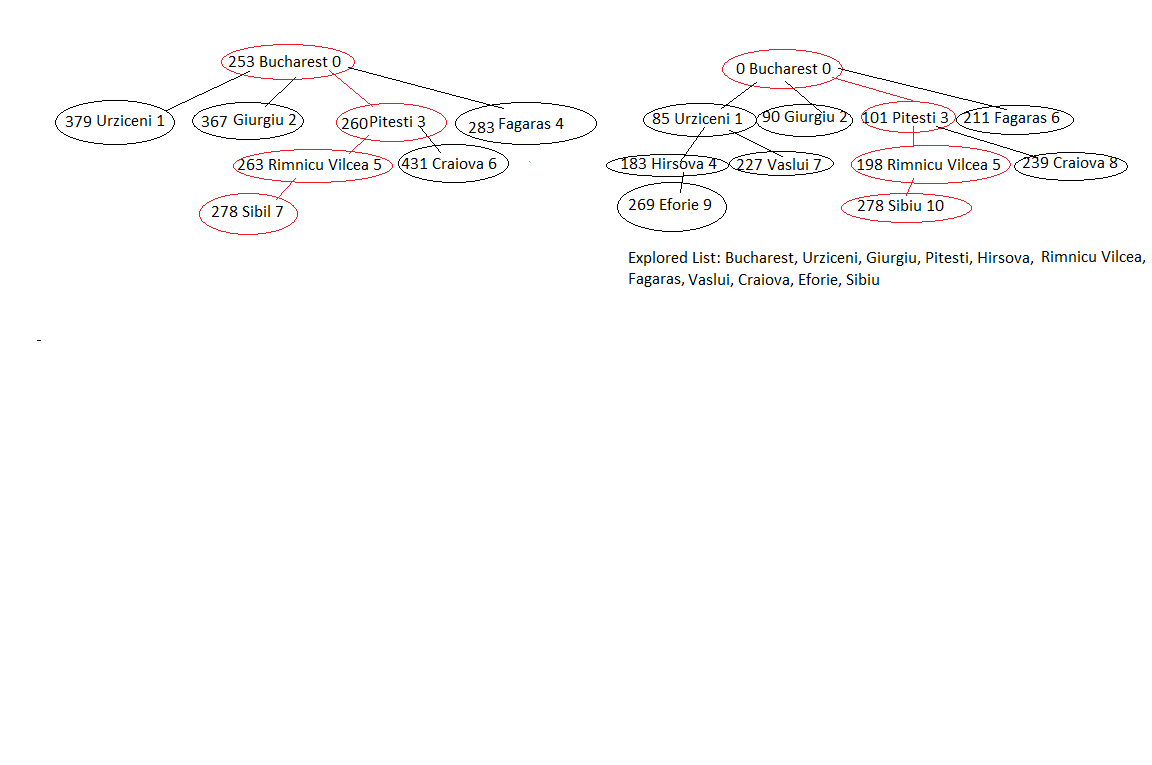 253 Bucharest 0
379 Urziceni 1
367 Giurgiu 2
260 Pitesti 3
283 Fagaras 4
263 Rimnicu Vilcea 5
431 Craiova 6
278 Sibil 7
0 Bucharest 0
85 Urziceni 1
90 Giurgiu 2
101 Pitesti 3
211 Fagaras 6
183 Hirsova 4
227 Vaslui 7
198 Rimnicu Vilcea 5
239 Craiova 8
269 Eforie 9
278 Sibiu 10
Explored List: Bucharest, Urziceni, Giurgiu, Pitesti, Hirsova, Rimnicu Vilcea,
Fagaras, Vaslui, Craiova, Eforie, Sibiu
-